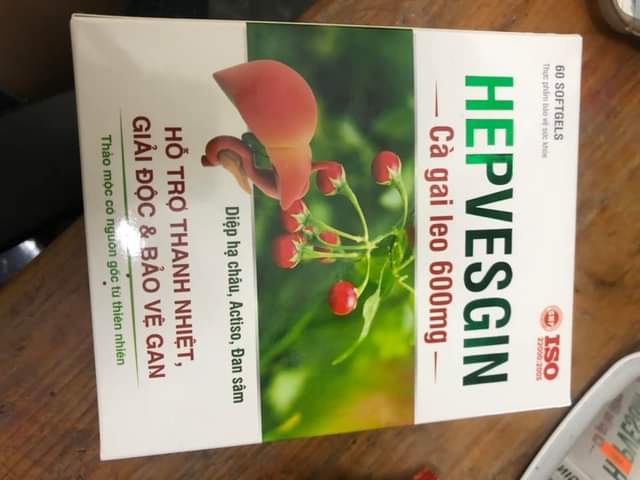 60 SOFTGELS
Thực phẩm bảo vệ sức khỏe
GMP
ISO
22000:2005
HEPVESGIN
Cà gai leo 600mg
Diệp hạ châu, Actiso, Đan sâm
HỖ TRỢ THANH NHIỆT,
GIẢI ĐỘC & BẢO VỆ GAN
Thảo mộc có nguồn gốc từ thiên nhiên